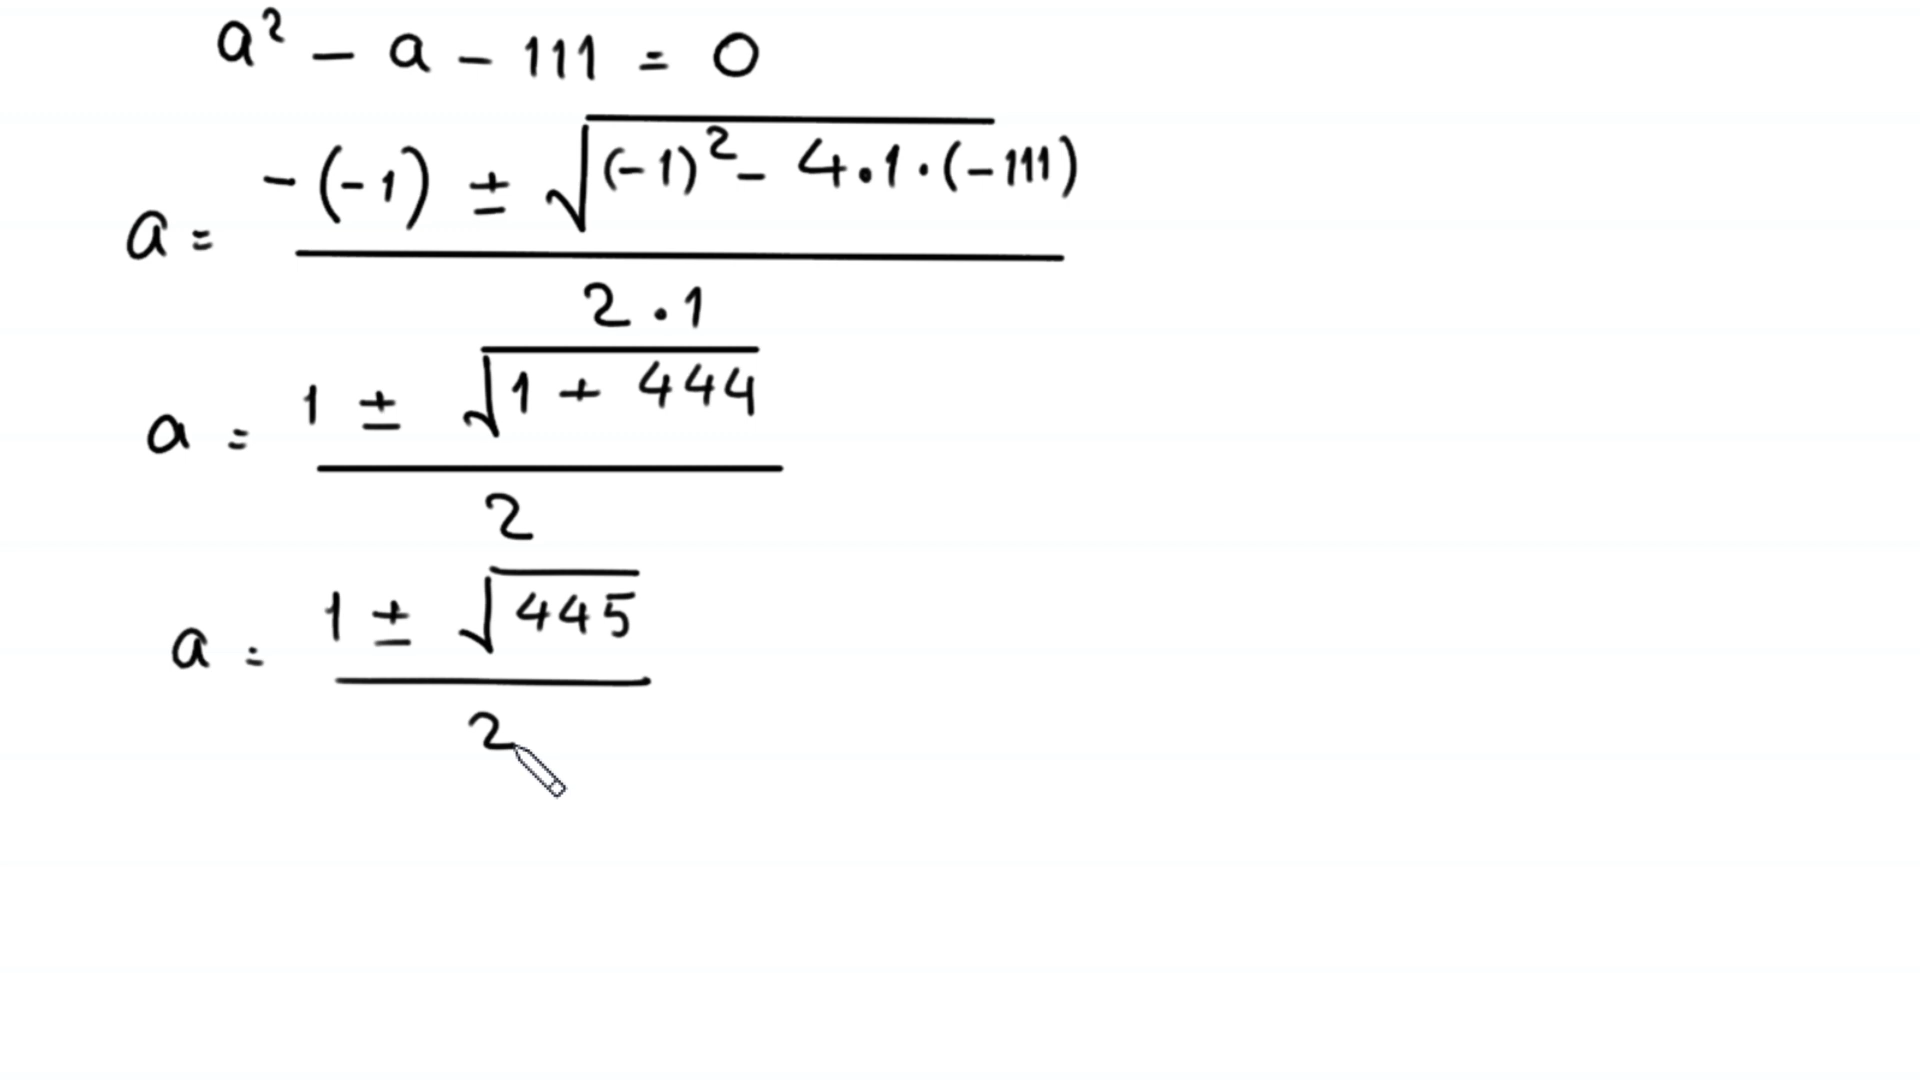 a² - a - 111 = 0
a = (-(-1) ± √((-1)² - 4·1·(-111))) / (2·1)
a = (1 ± √(1 + 444)) / 2
a = (1 ± √445) / 2